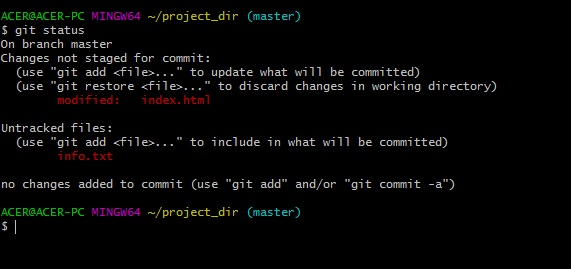 ACER@ACER-PC MINGW64 ~/project_dir (master)
$ git status
On branch master
Changes not staged for commit:
  (use "git add <file>..." to update what will be committed)
  (use "git restore <file>..." to discard changes in working directory)
        modified:   index.html

Untracked files:
  (use "git add <file>..." to include in what will be committed)
        info.txt

no changes added to commit (use "git add" and/or "git commit -a")

ACER@ACER-PC MINGW64 ~/project_dir (master)
$